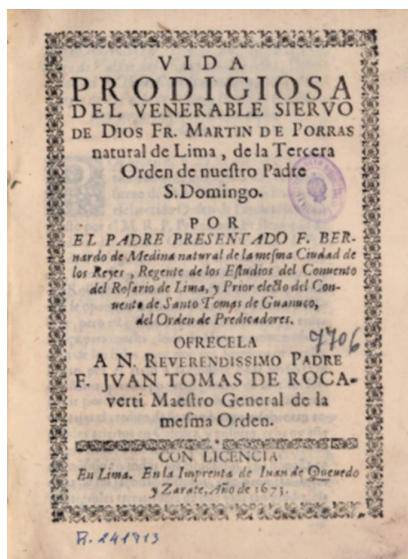 VIDA
PRODIGIOSA
DEL VENERABLE SIERVO
DE DIOS FR. MARTIN DE PORRAS
natural de Lima, de la Tercera
Orden de nuestro Padre
S. Domingo.
POR
EL PADRE PRESENTADO F. BER-
nardo de Medina natural de la mesma Ciudad de
los Reyes, Regente de los Estudios del Conuento
del Rosario de Lima, y Prior electo del Con-
uento de Santo Tomas de Guanuco,
del Orden de Predicadores.
7706
OFRECELA
A N. REVERENDISSIMO PADRE
F. JVAN TOMAS DE ROCA-
verti Maestro General de la
mesma Orden.
CON LICENCIA
En Lima. En la Imprenta de Iuan de Queuedo
y Zarate, Año de 1673.
R. 241913